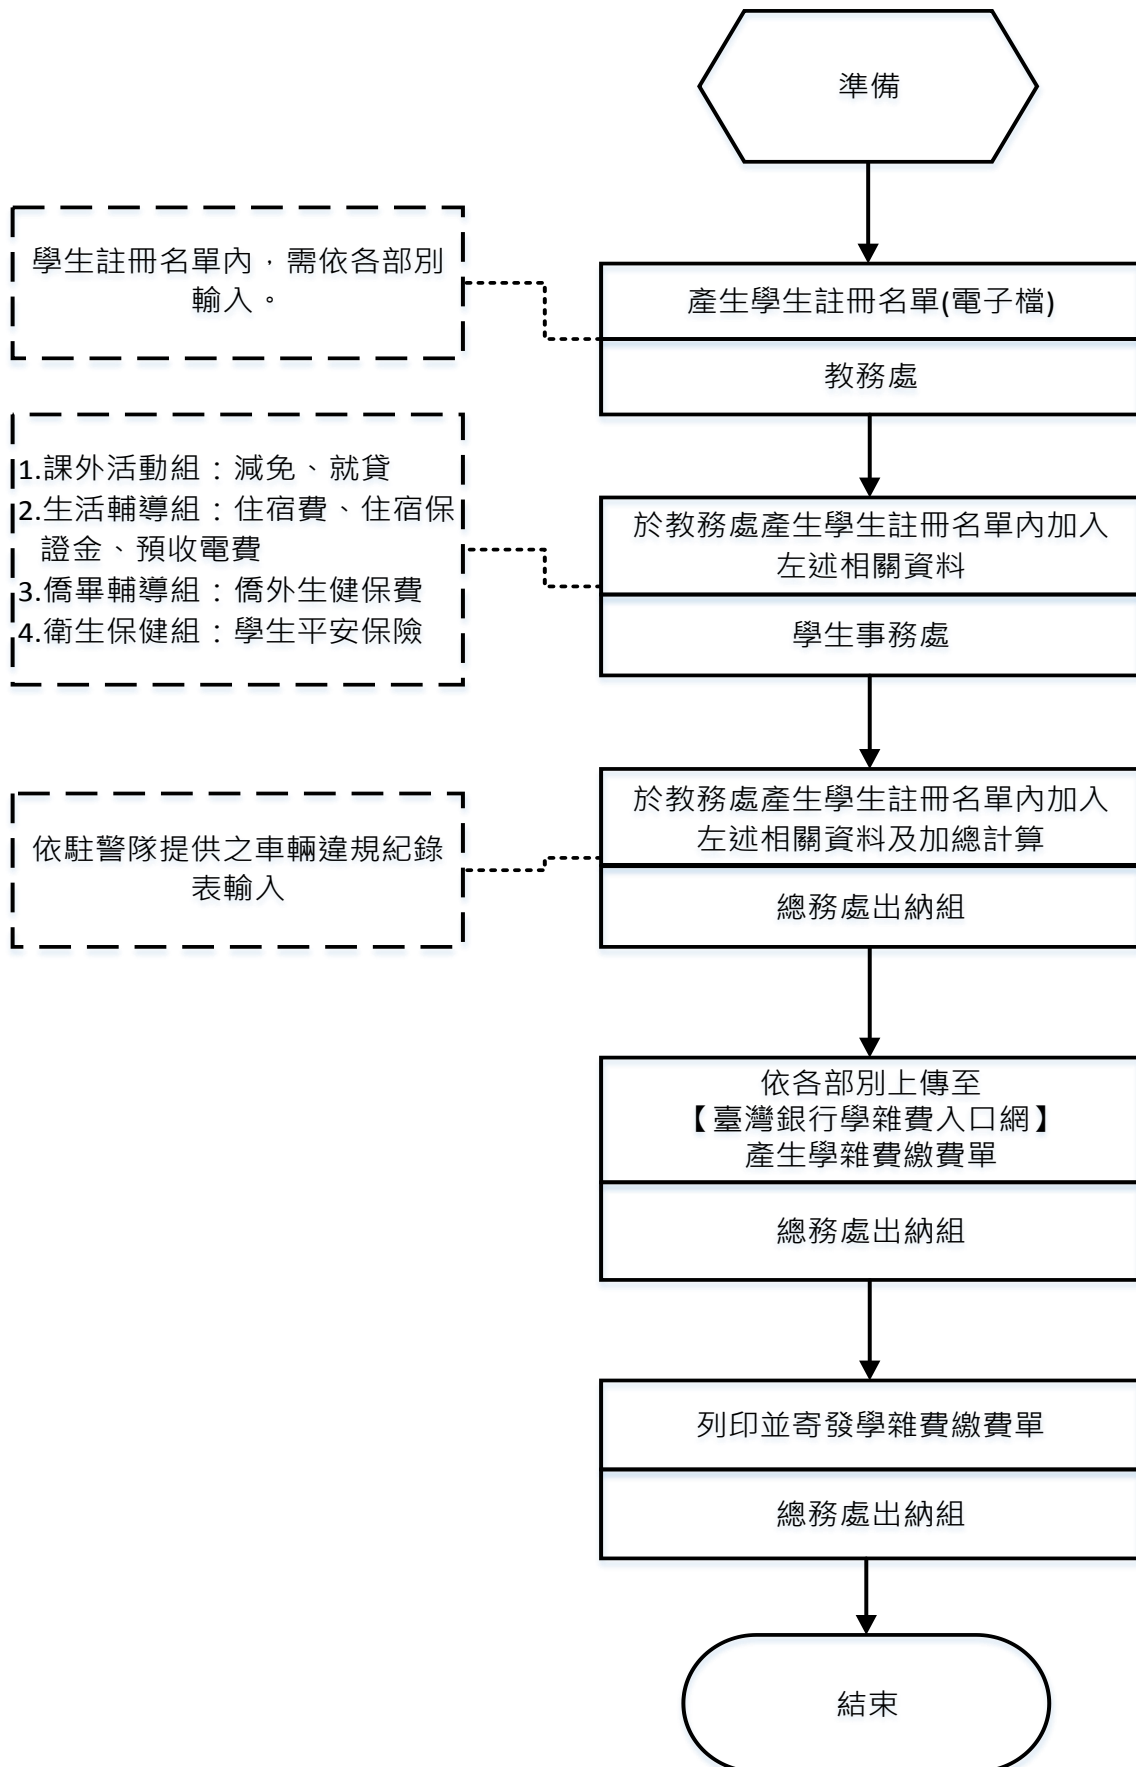 準備
學生註冊名單內，需依各部別
輸入。
產生學生註冊名單(電子檔)
教務處
1.課外活動組：減免、就貸
2.生活輔導組：住宿費、住宿保
證金、預收電費
3.僑畢輔導組：僑外生健保費
4.衛生保健組：學生平安保險
於教務處產生學生註冊名單內加入
左述相關資料
學生事務處
依駐警隊提供之車輛違規紀錄
表輸入
於教務處產生學生註冊名單內加入
左述相關資料及加總計算
總務處出納組
依各部別上傳至
【臺灣銀行學雜費入口網】
產生學雜費繳費單
總務處出納組
列印並寄發學雜費繳費單
總務處出納組
結束